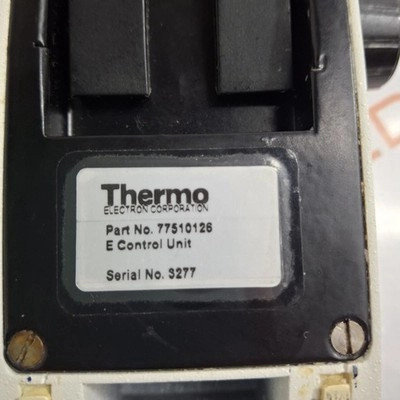 Thermo
ELECTRON CORPORATION
Part No. 77510126
E Control Unit
Serial No. 3277